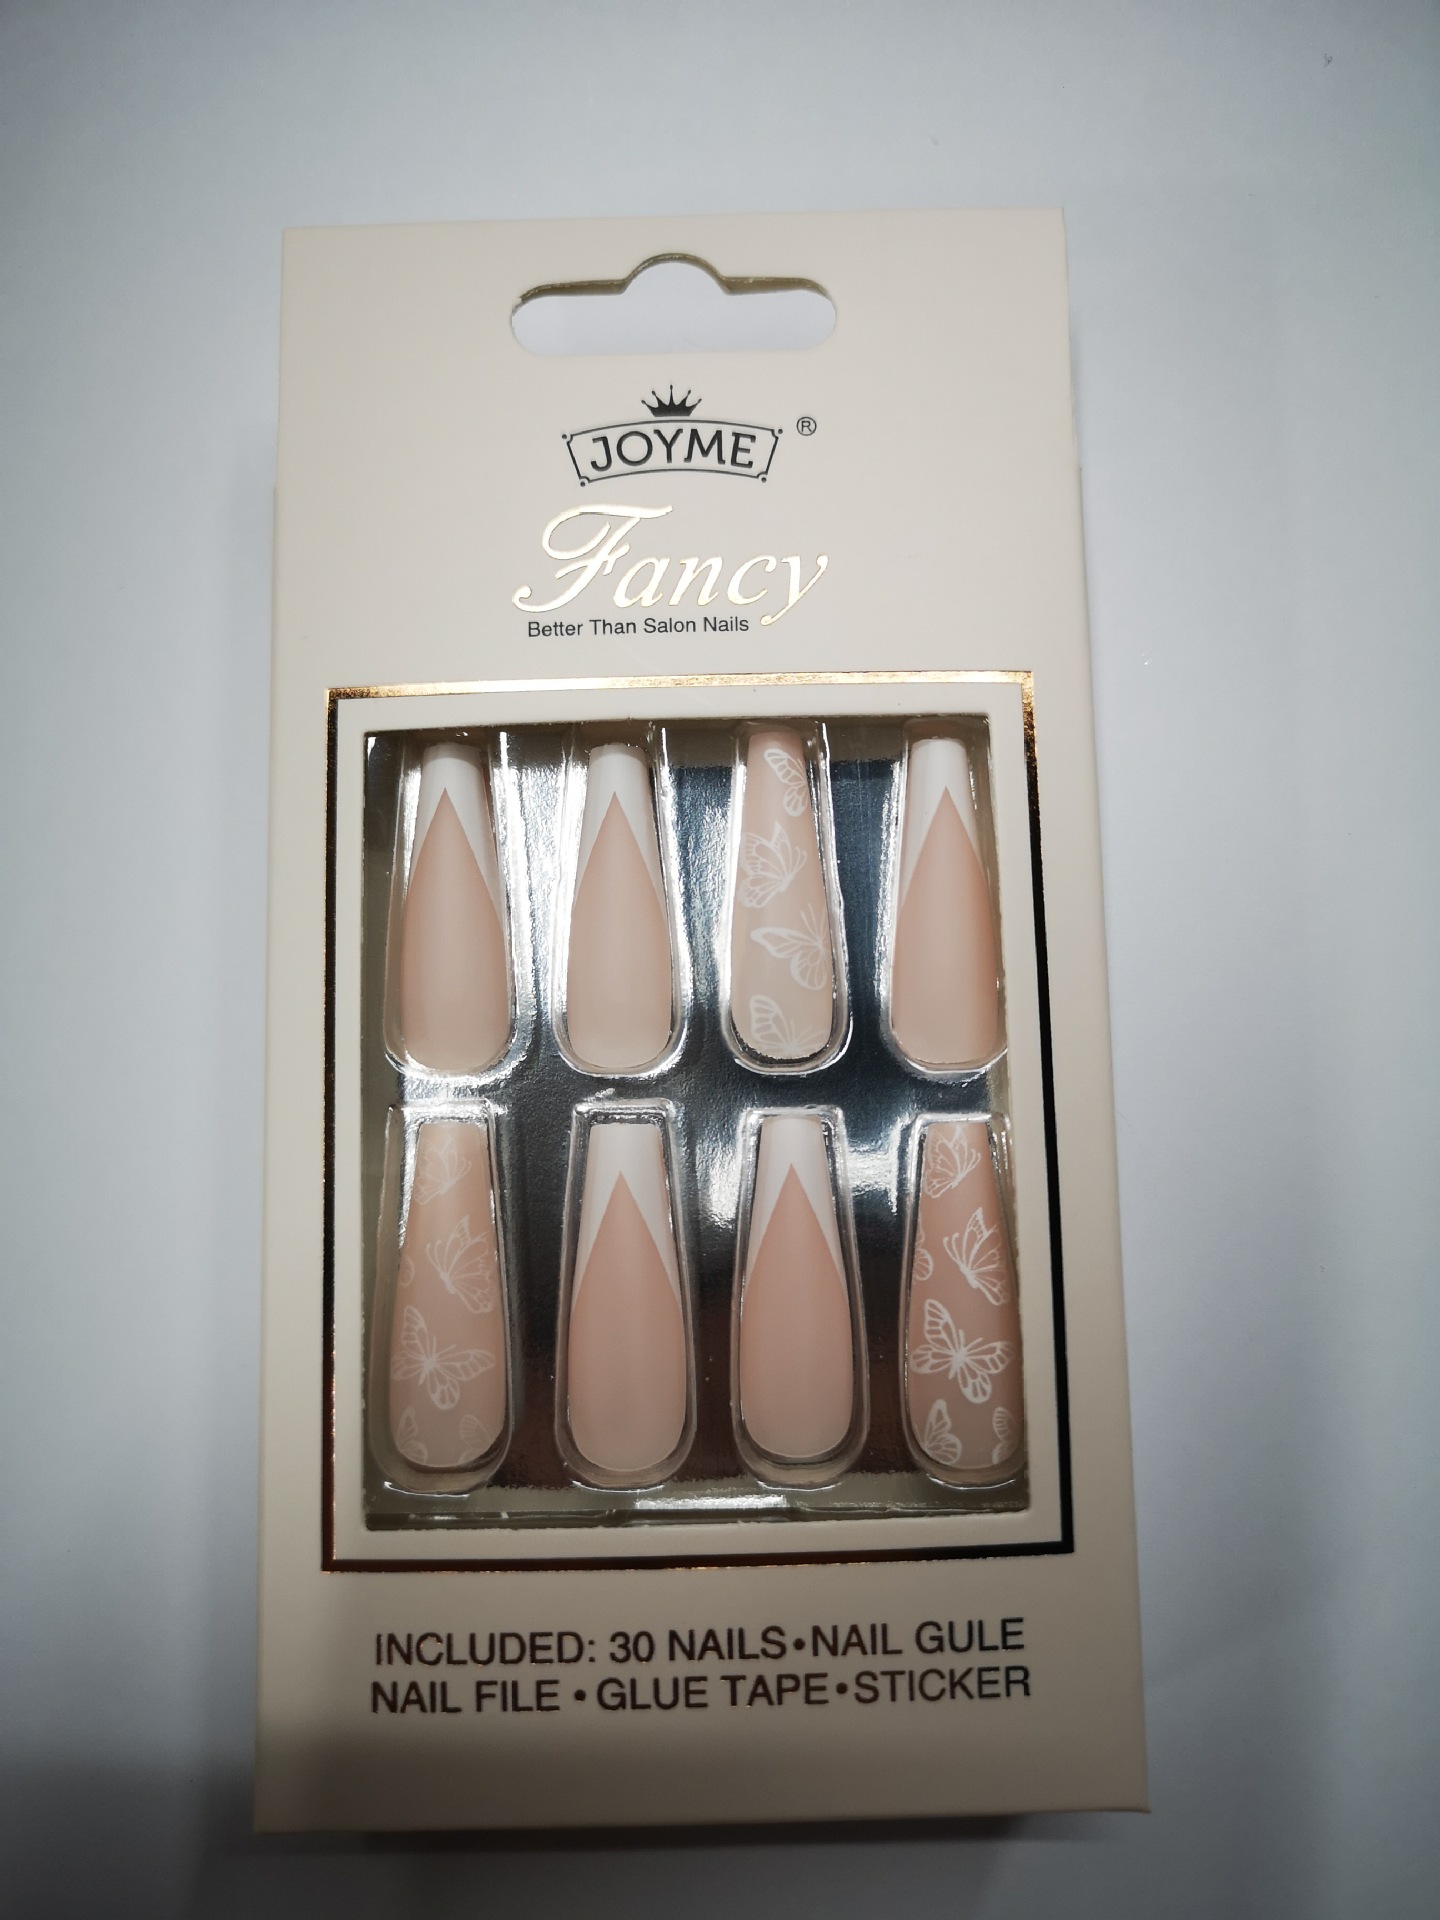 JOYME ®
Fancy
Better Than Salon Nails
INCLUDED: 30 NAILS•NAIL GULE
NAIL FILE • GLUE TAPE•STICKER